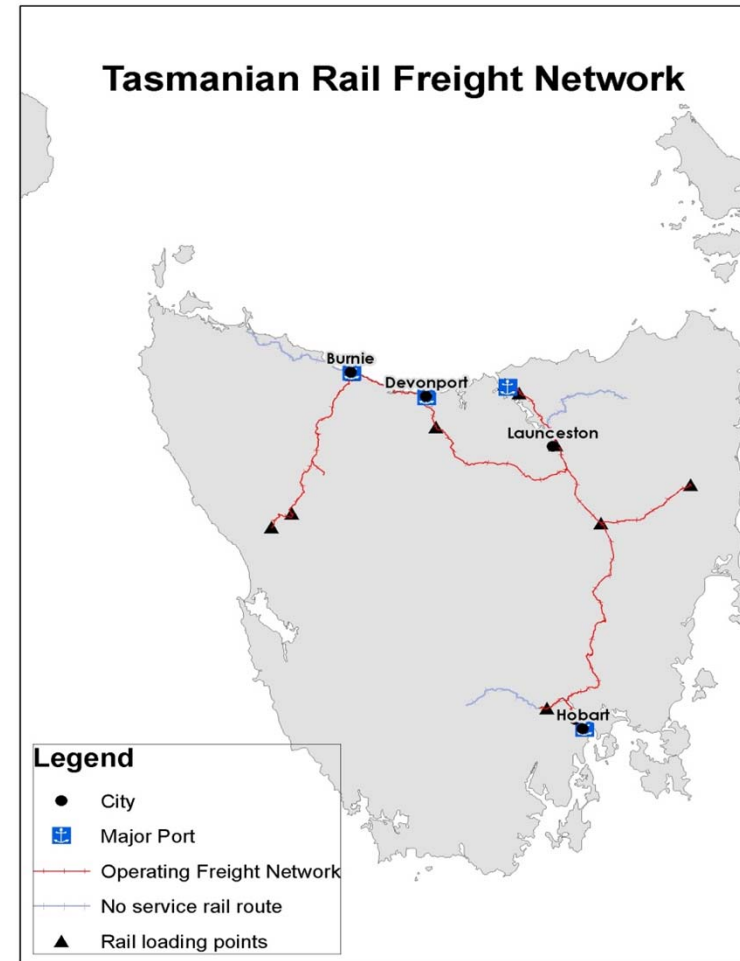 Tasmanian Rail Freight Network
Burnie
Devonport
Launceston
Hobart
Legend
City
Major Port
Operating Freight Network
No service rail route
Rail loading points